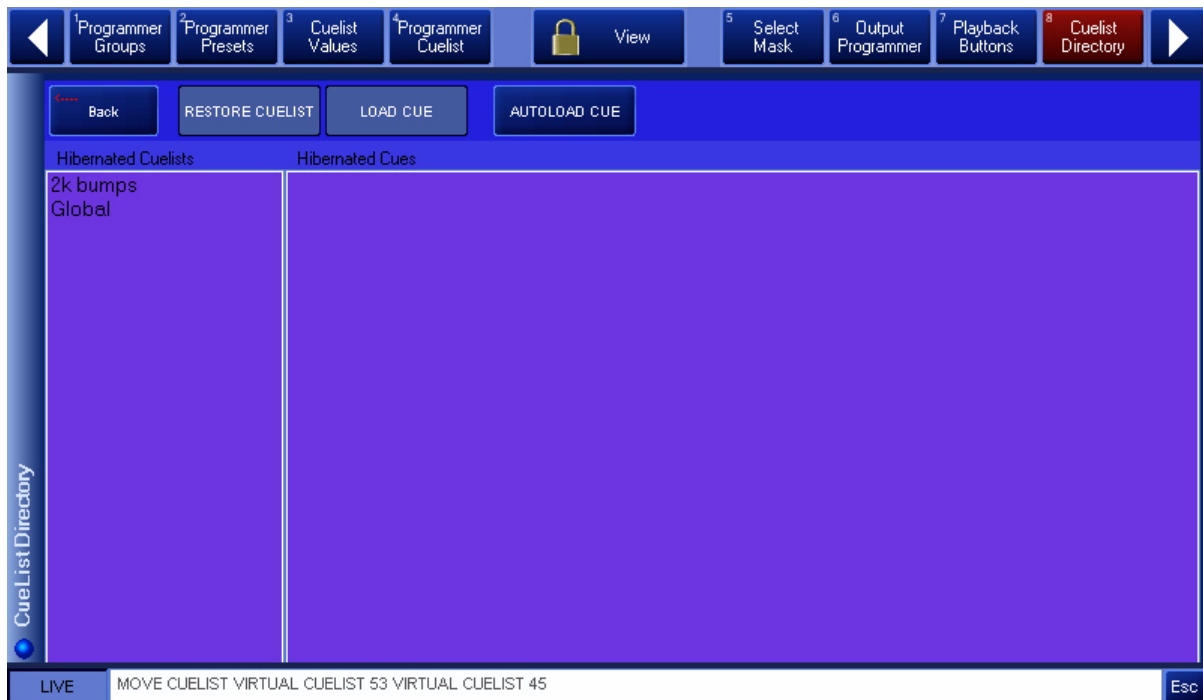 1 Programmer Groups
2 Programmer Presets
3 Cuelist Values
4 Programmer Cuelist
View
5 Select Mask
6 Output Programmer
7 Playback Buttons
8 Cuelist Directory
<---- Back
RESTORE CUELIST
LOAD CUE
AUTOLOAD CUE
Hibernated Cuelists
Hibernated Cues
2k bumps
Global
CueListDirectory
LIVE
MOVE CUELIST VIRTUAL CUELIST 53 VIRTUAL CUELIST 45
Esc